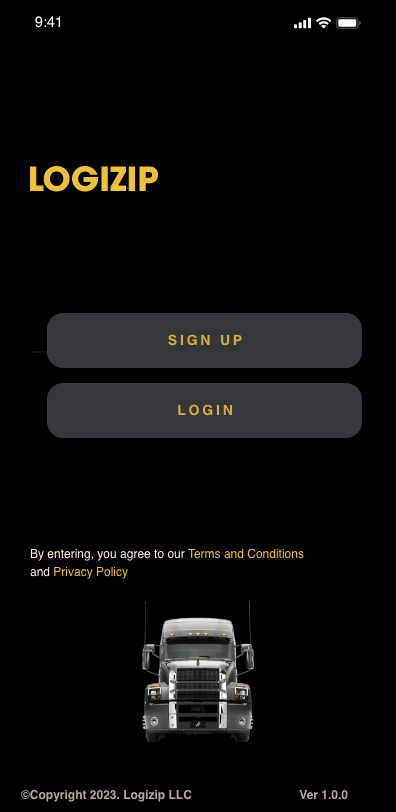 9:41
LOGIZIP
SIGN UP
LOGIN
By entering, you agree to our Terms and Conditions
and Privacy Policy
©Copyright 2023. Logizip LLC
Ver 1.0.0